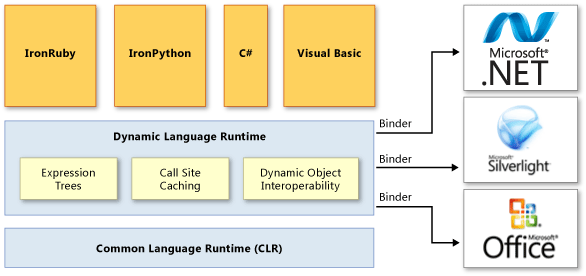 IronRuby
IronPython
C#
Visual Basic
Microsoft®
.NET
Dynamic Language Runtime
Expression
Trees
Call Site
Caching
Dynamic Object
Interoperability
Binder
Binder
Binder
Microsoft®
Silverlight™
Microsoft®
Office
Common Language Runtime (CLR)